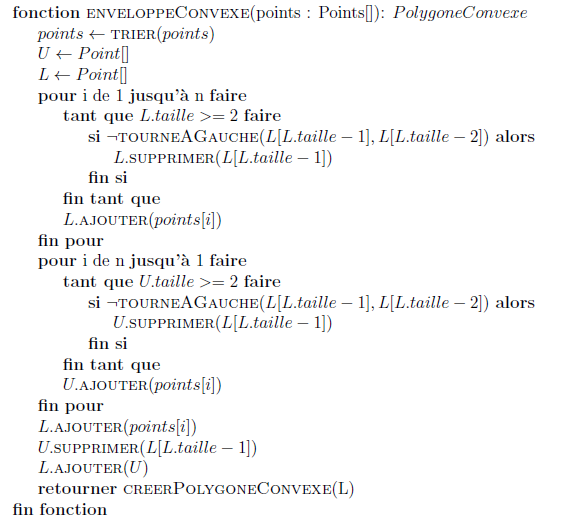 fonction ENVELOPPECONVEXE(points : Points[]): PolygoneConvexe
points ← TRIER(points)
U ← Point[]
L ← Point[]
pour i de 1 jusqu'à n faire
tant que L.taille >= 2 faire
si ¬TOURNEAGAUCHE(L[L.taille − 1], L[L.taille − 2]) alors
L.SUPPRIMER(L[L.taille − 1])
fin si
fin tant que
L.AJOUTER(points[i])
fin pour
pour i de n jusqu'à 1 faire
tant que U.taille >= 2 faire
si ¬TOURNEAGAUCHE(L[L.taille − 1], L[L.taille − 2]) alors
U.SUPPRIMER(L[L.taille − 1])
fin si
fin tant que
U.AJOUTER(points[i])
fin pour
L.AJOUTER(points[i])
U.SUPPRIMER(L[L.taille − 1])
L.AJOUTER(U)
retourner CREERPOLYGONECONVEXE(L)
fin fonction